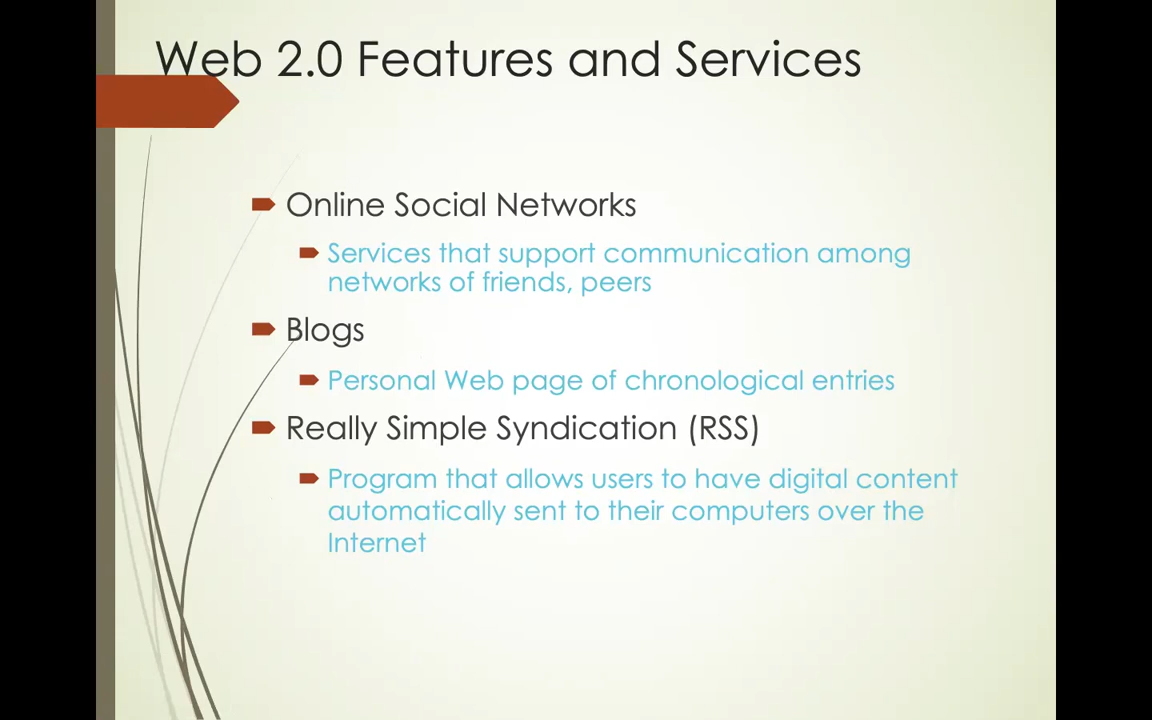 Web 2.0 Features and Services
Online Social Networks
Services that support communication among
networks of friends, peers
Blogs
Personal Web page of chronological entries
Really Simple Syndication (RSS)
Program that allows users to have digital content
automatically sent to their computers over the
Internet